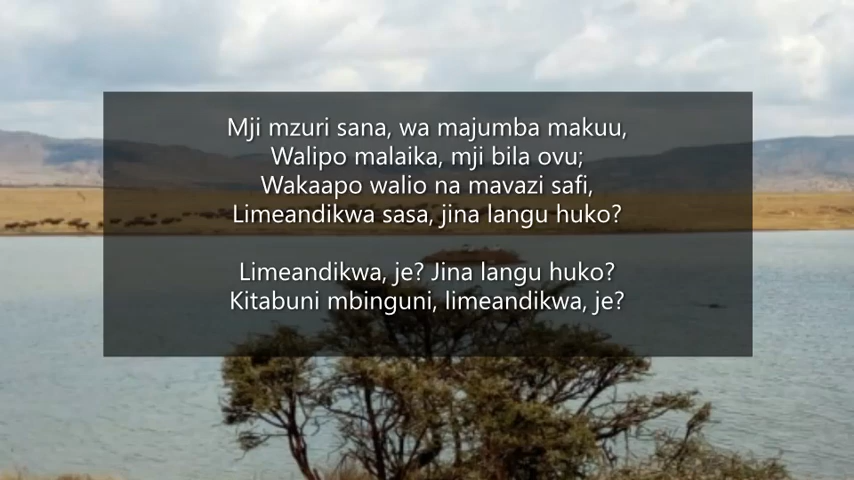 Mji mzuri sana, wa majumba makuu,
Walipo malaika, mji bila ovu;
Wakaapo walio na mavazi safi,
Limeandikwa sasa, jina langu huko?

Limeandikwa, je? Jina langu huko?
Kitabuni mbinguni, limeandikwa, je?